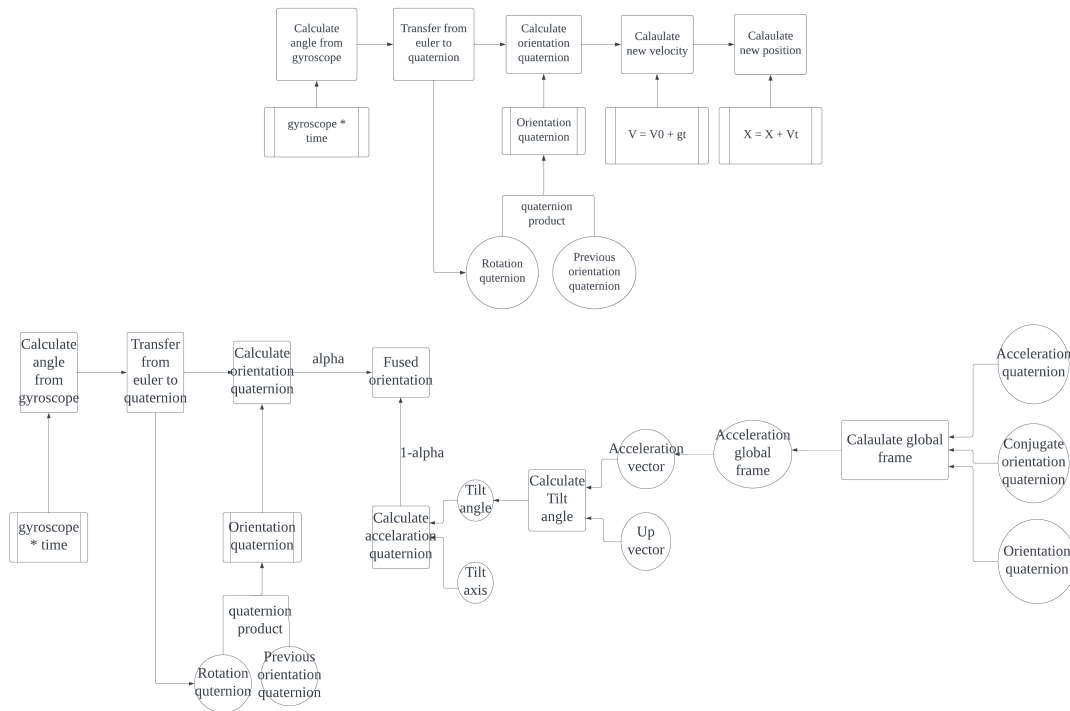 Calculate
angle from
gyroscope
Transfer from
euler to
quaternion
Calculate
orientation
quaternion
Calaulate
new velocity
Calaulate
new position
gyroscope *
time
Orientation
quaternion
V = V0 + gt
X = X + Vt
quaternion
product
Rotation
quternion
Previous
orientation
quaternion
Calculate
angle
from
gyroscope
Transfer
from
euler to
quaternion
Calculate
orientation
quaternion
alpha
Fused
orientation
1-alpha
Acceleration
quaternion
Calaulate global
frame
Acceleration
global
frame
Acceleration
vector
Conjugate
orientation
quaternion
Calculate
Tilt
angle
Tilt
angle
Up
vector
Calculate
accelaration
quaternion
Tilt
axis
Orientation
quaternion
gyroscope
* time
Orientation
quaternion
quaternion
product
Rotation
quternion
Previous
orientation
quaternion